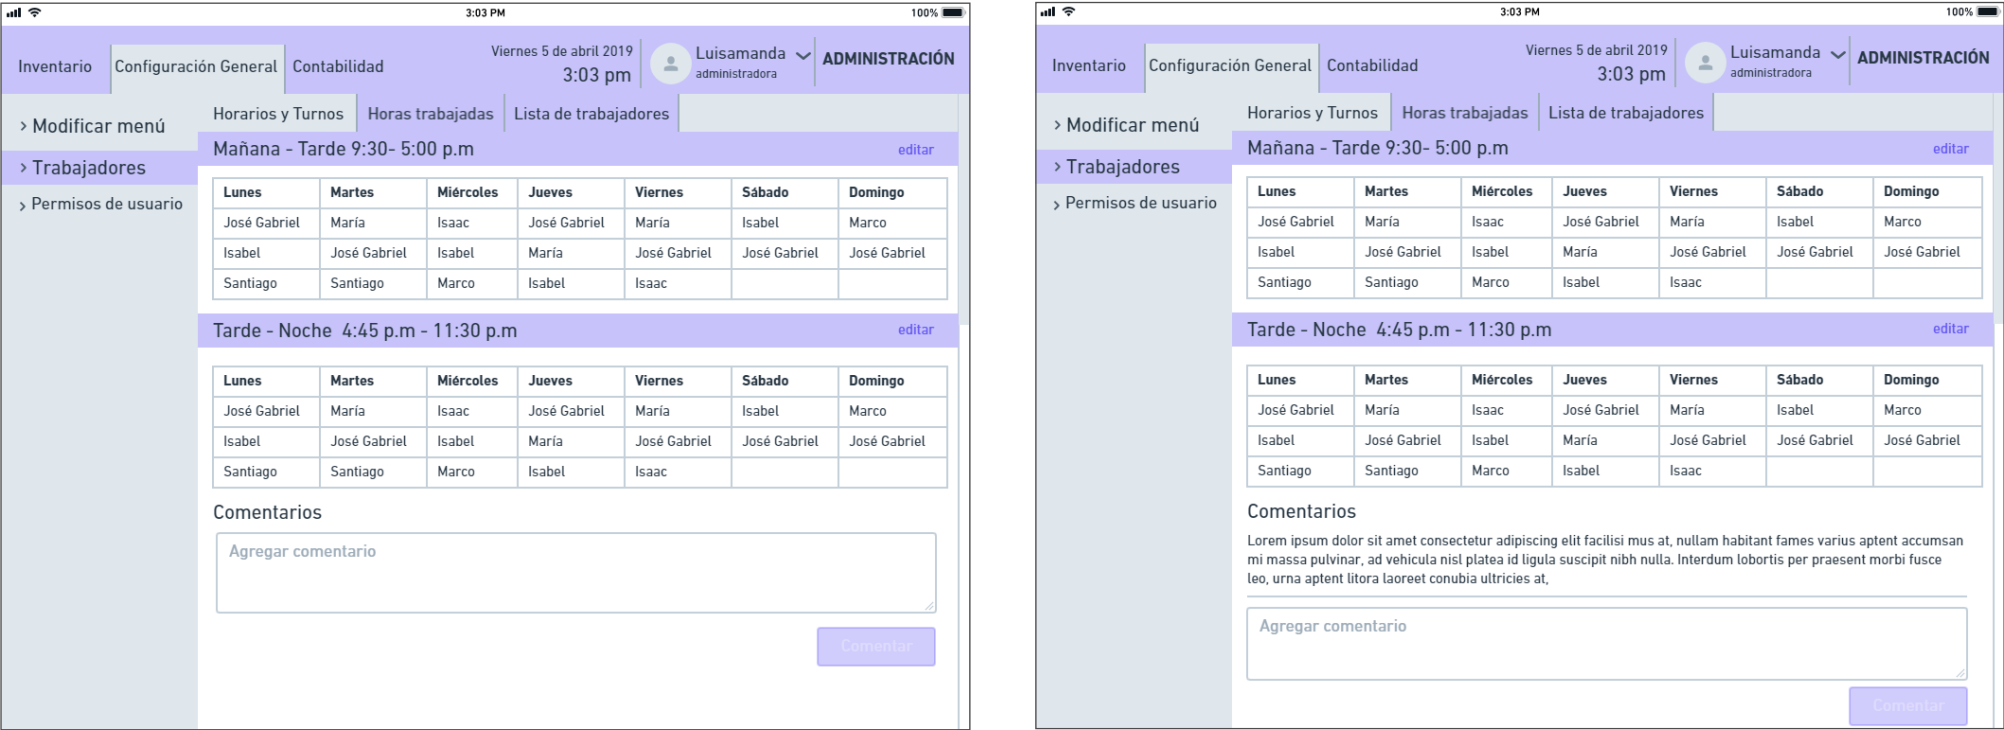 3:03 PM
100%
Inventario
Configuración General
Contabilidad
Viernes 5 de abril 2019
3:03 pm
Luisamanda
administradora
ADMINISTRACIÓN
> Modificar menú
> Trabajadores
> Permisos de usuario
Horarios y Turnos
Horas trabajadas
Lista de trabajadores
Mañana - Tarde 9:30- 5:00 p.m
editar
Lunes Martes Miércoles Jueves Viernes Sábado Domingo
José Gabriel María Isaac José Gabriel María Isabel Marco
Isabel José Gabriel Isabel María José Gabriel José Gabriel José Gabriel
Santiago Santiago Marco Isabel Isaac
Tarde - Noche 4:45 p.m - 11:30 p.m
editar
Lunes Martes Miércoles Jueves Viernes Sábado Domingo
José Gabriel María Isaac José Gabriel María Isabel Marco
Isabel José Gabriel Isabel María José Gabriel José Gabriel José Gabriel
Santiago Santiago Marco Isabel Isaac
Comentarios
Agregar comentario
Comentar
3:03 PM
100%
Inventario
Configuración General
Contabilidad
Viernes 5 de abril 2019
3:03 pm
Luisamanda
administradora
ADMINISTRACIÓN
> Modificar menú
> Trabajadores
> Permisos de usuario
Horarios y Turnos
Horas trabajadas
Lista de trabajadores
Mañana - Tarde 9:30- 5:00 p.m
editar
Lunes Martes Miércoles Jueves Viernes Sábado Domingo
José Gabriel María Isaac José Gabriel María Isabel Marco
Isabel José Gabriel Isabel María José Gabriel José Gabriel José Gabriel
Santiago Santiago Marco Isabel Isaac
Tarde - Noche 4:45 p.m - 11:30 p.m
editar
Lunes Martes Miércoles Jueves Viernes Sábado Domingo
José Gabriel María Isaac José Gabriel María Isabel Marco
Isabel José Gabriel Isabel María José Gabriel José Gabriel José Gabriel
Santiago Santiago Marco Isabel Isaac
Comentarios
Lorem ipsum dolor sit amet consectetur adipiscing elit facilisi mus at, nullam habitant fames varius aptent accumsan
mi massa pulvinar, ad vehicula nisl platea id ligula suscipit nibh nulla. Interdum lobortis per praesent morbi fusce
leo, urna aptent litora laoreet conubia ultricies at,
Agregar comentario
Comentar